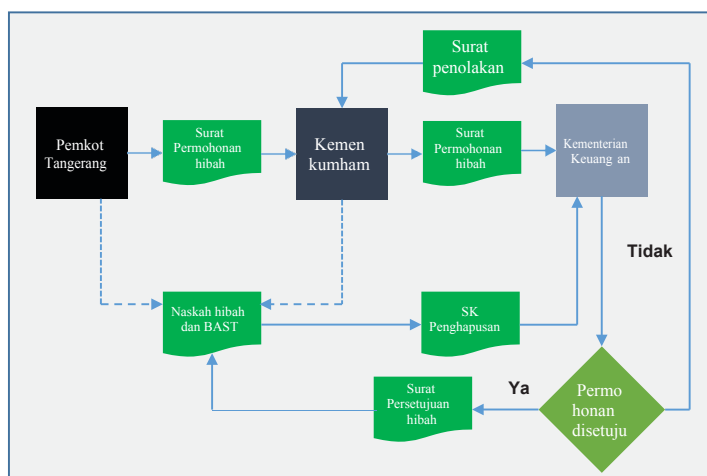 Surat
penolakan
Pemkot
Tangerang
Surat
Permohonan
hibah
Kemen
kumham
Surat
Permohonan
hibah
Kementerian
Keuang an
Tidak
Naskah hibah
dan BAST
SK
Penghapusan
Surat
Persetujuan
hibah
Ya
Permo
honan
disetuju